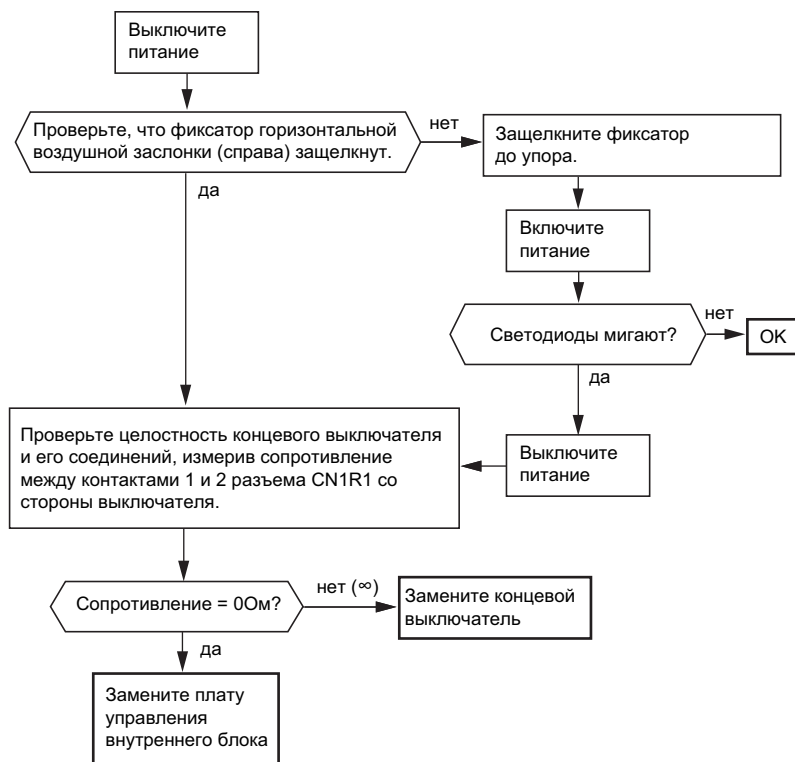 Выключите
питание
Проверьте, что фиксатор горизонтальной
воздушной заслонки (справа) защелкнут.
нет
Защелкните фиксатор
до упора.
да
Включите
питание
Светодиоды мигают?
нет
OK
да
Выключите
питание
Проверьте целостность концевого выключателя
и его соединений, измерив сопротивление
между контактами 1 и 2 разъема CN1R1 со
стороны выключателя.
Сопротивление = 0Ом?
нет (∞)
Замените концевой
выключатель
да
Замените плату
управления
внутреннего блока